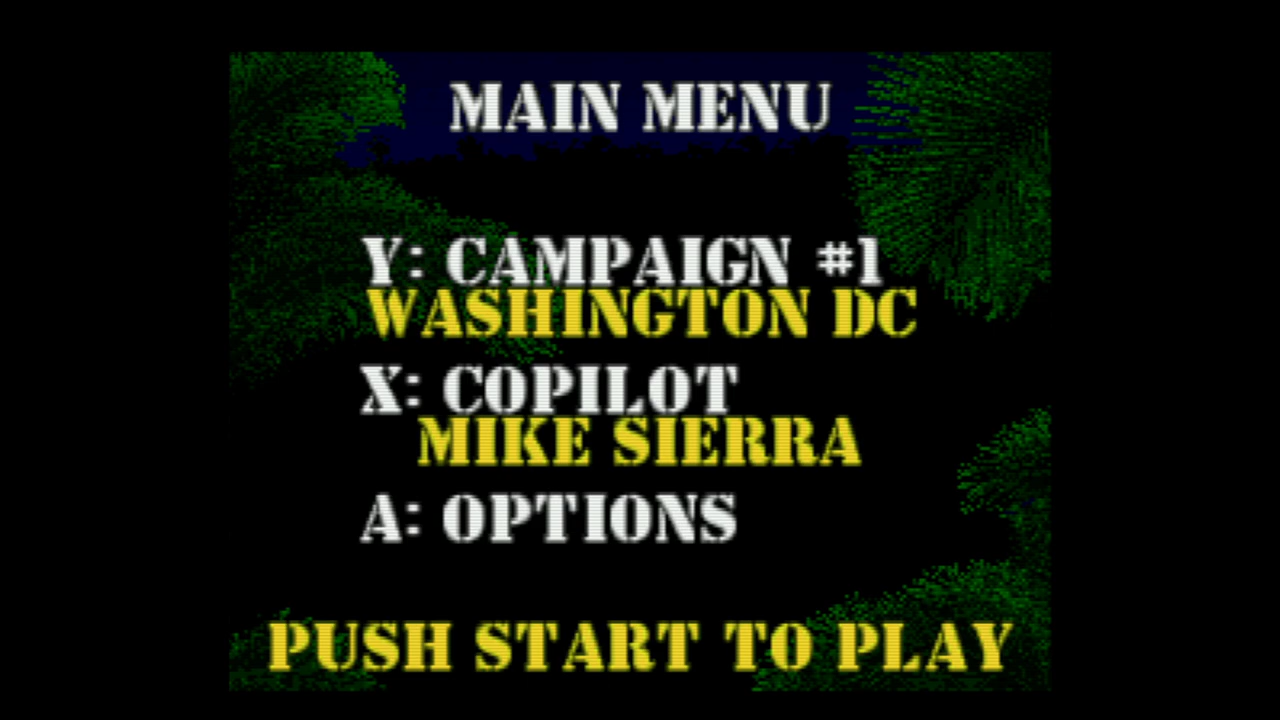 MAIN MENU
Y: CAMPAIGN #1
WASHINGTON DC
X: COPILOT
MIKE SIERRA
A: OPTIONS
PUSH START TO PLAY